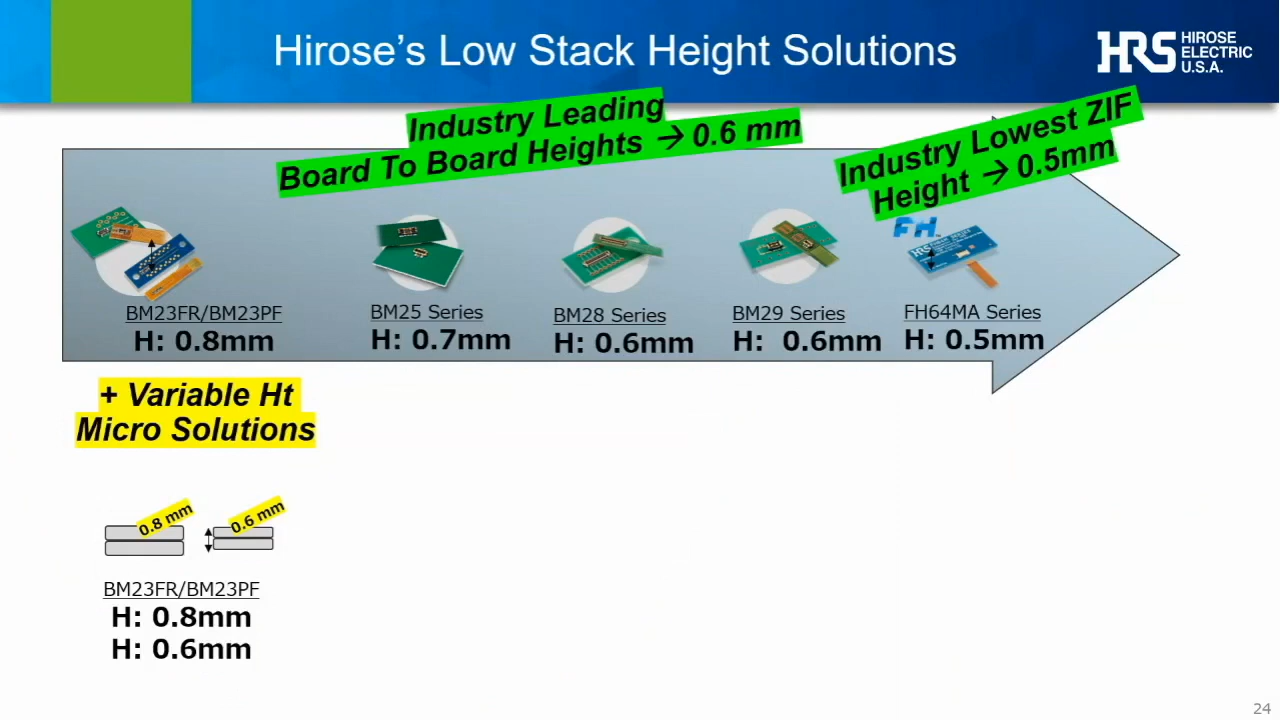 Hirose's Low Stack Height Solutions
HRS HIROSE
ELECTRIC
U.S.A.
Industry Leading
Board To Board Heights → 0.6 mm
Industry Lowest ZIF
Height → 0.5mm
FH.
HRS
BM23FR/BM23PF
H: 0.8mm
BM25 Series
H: 0.7mm
BM28 Series
H: 0.6mm
BM29 Series
H: 0.6mm
FH64MA Series
H: 0.5mm
+ Variable Ht
Micro Solutions
0.8 mm
0.6 mm
BM23FR/BM23PF
H: 0.8mm
H: 0.6mm
24